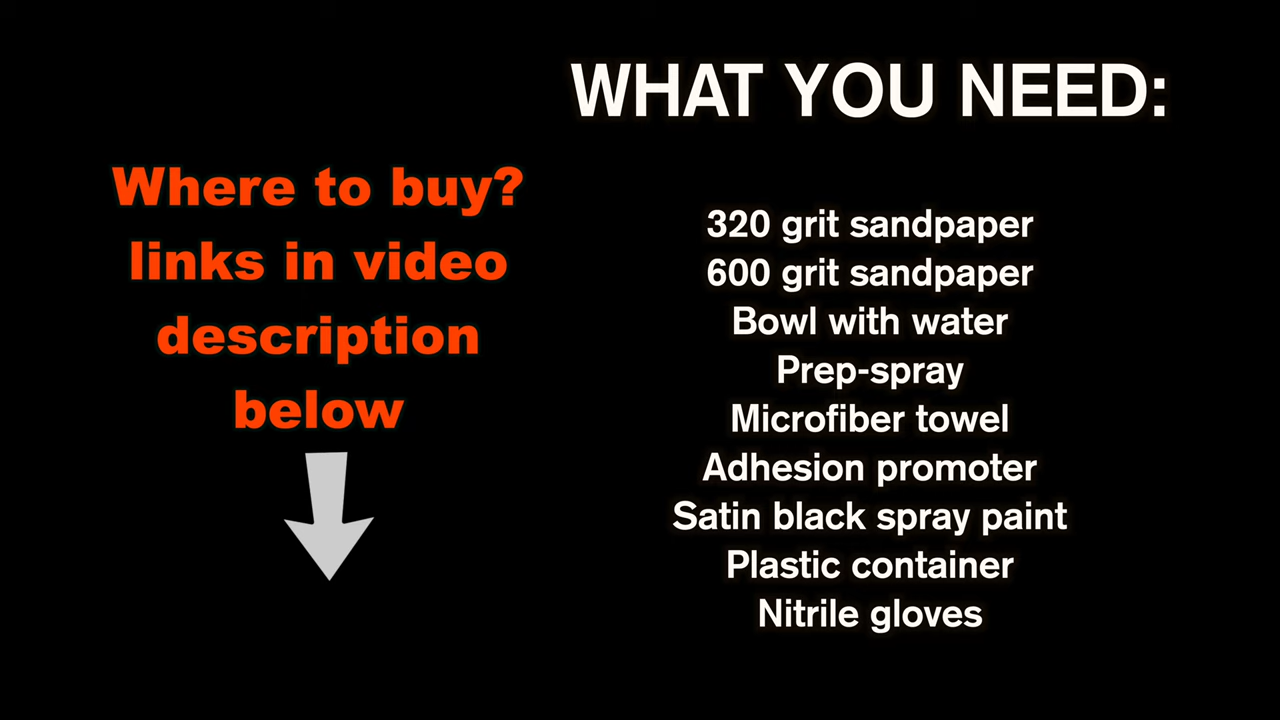 WHAT YOU NEED:
Where to buy?
links in video
description
below
320 grit sandpaper
600 grit sandpaper
Bowl with water
Prep-spray
Microfiber towel
Adhesion promoter
Satin black spray paint
Plastic container
Nitrile gloves